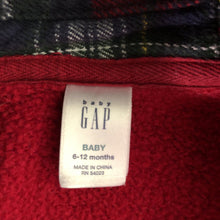 baby
GAP
BABY
6-12 months
MADE IN CHINA
RN 54023